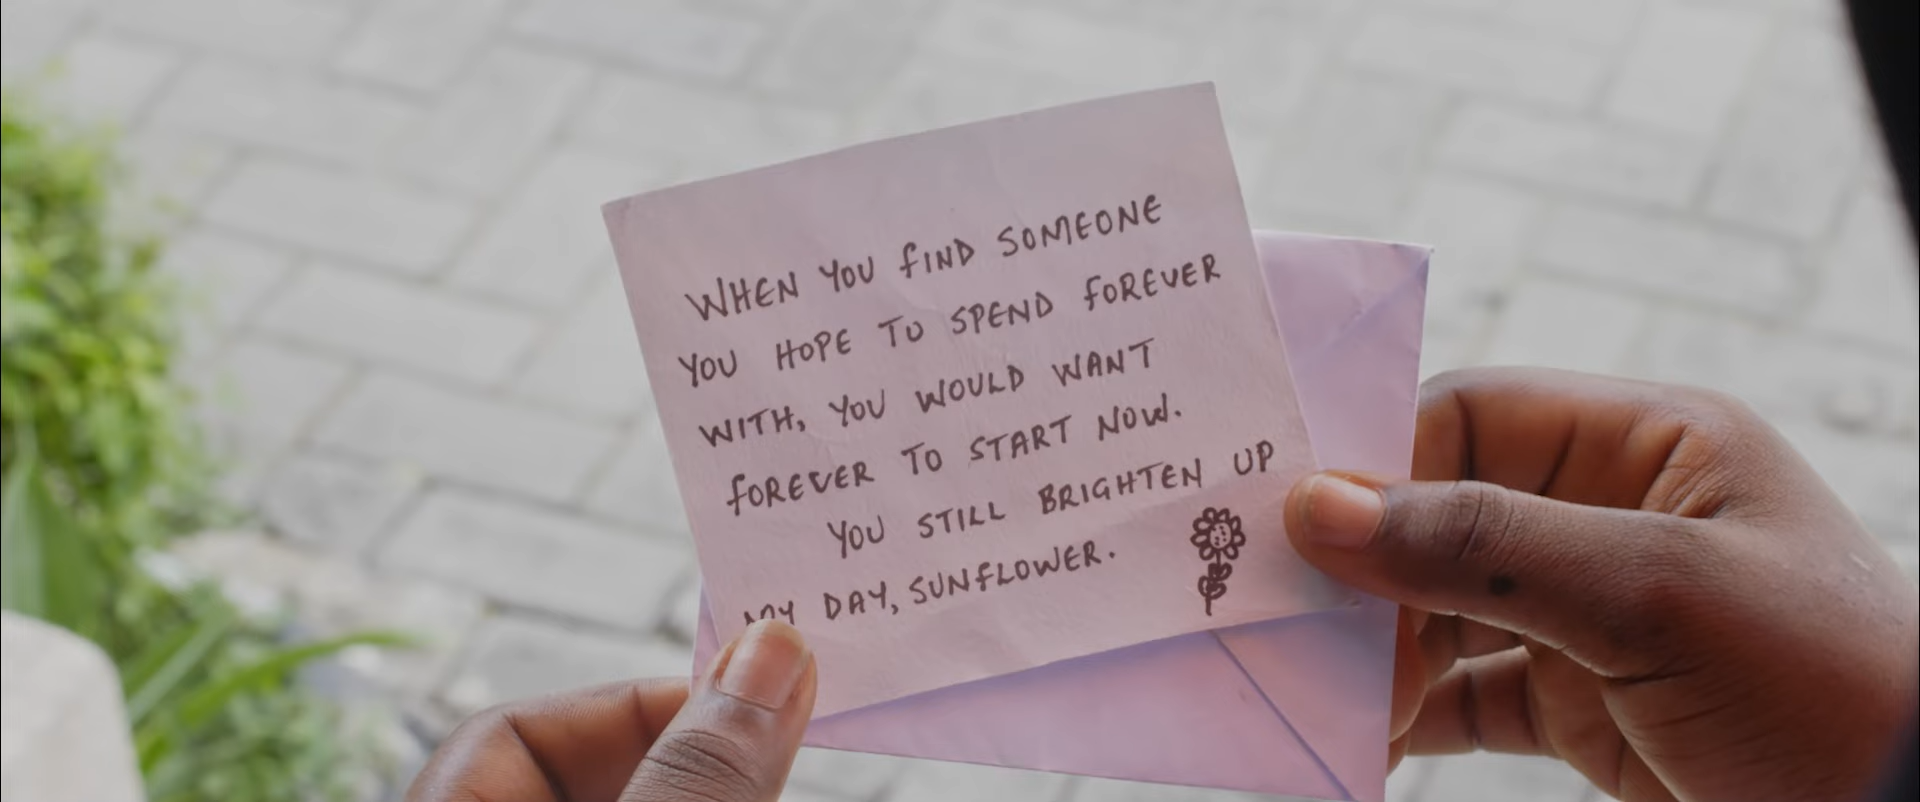 WHEN YOU FIND SOMEONE
YOU HOPE TO SPEND FOREVER
WITH, YOU WOULD WANT
FOREVER TO START NOW.
YOU STILL BRIGHTEN UP
MY DAY, SUNFLOWER.